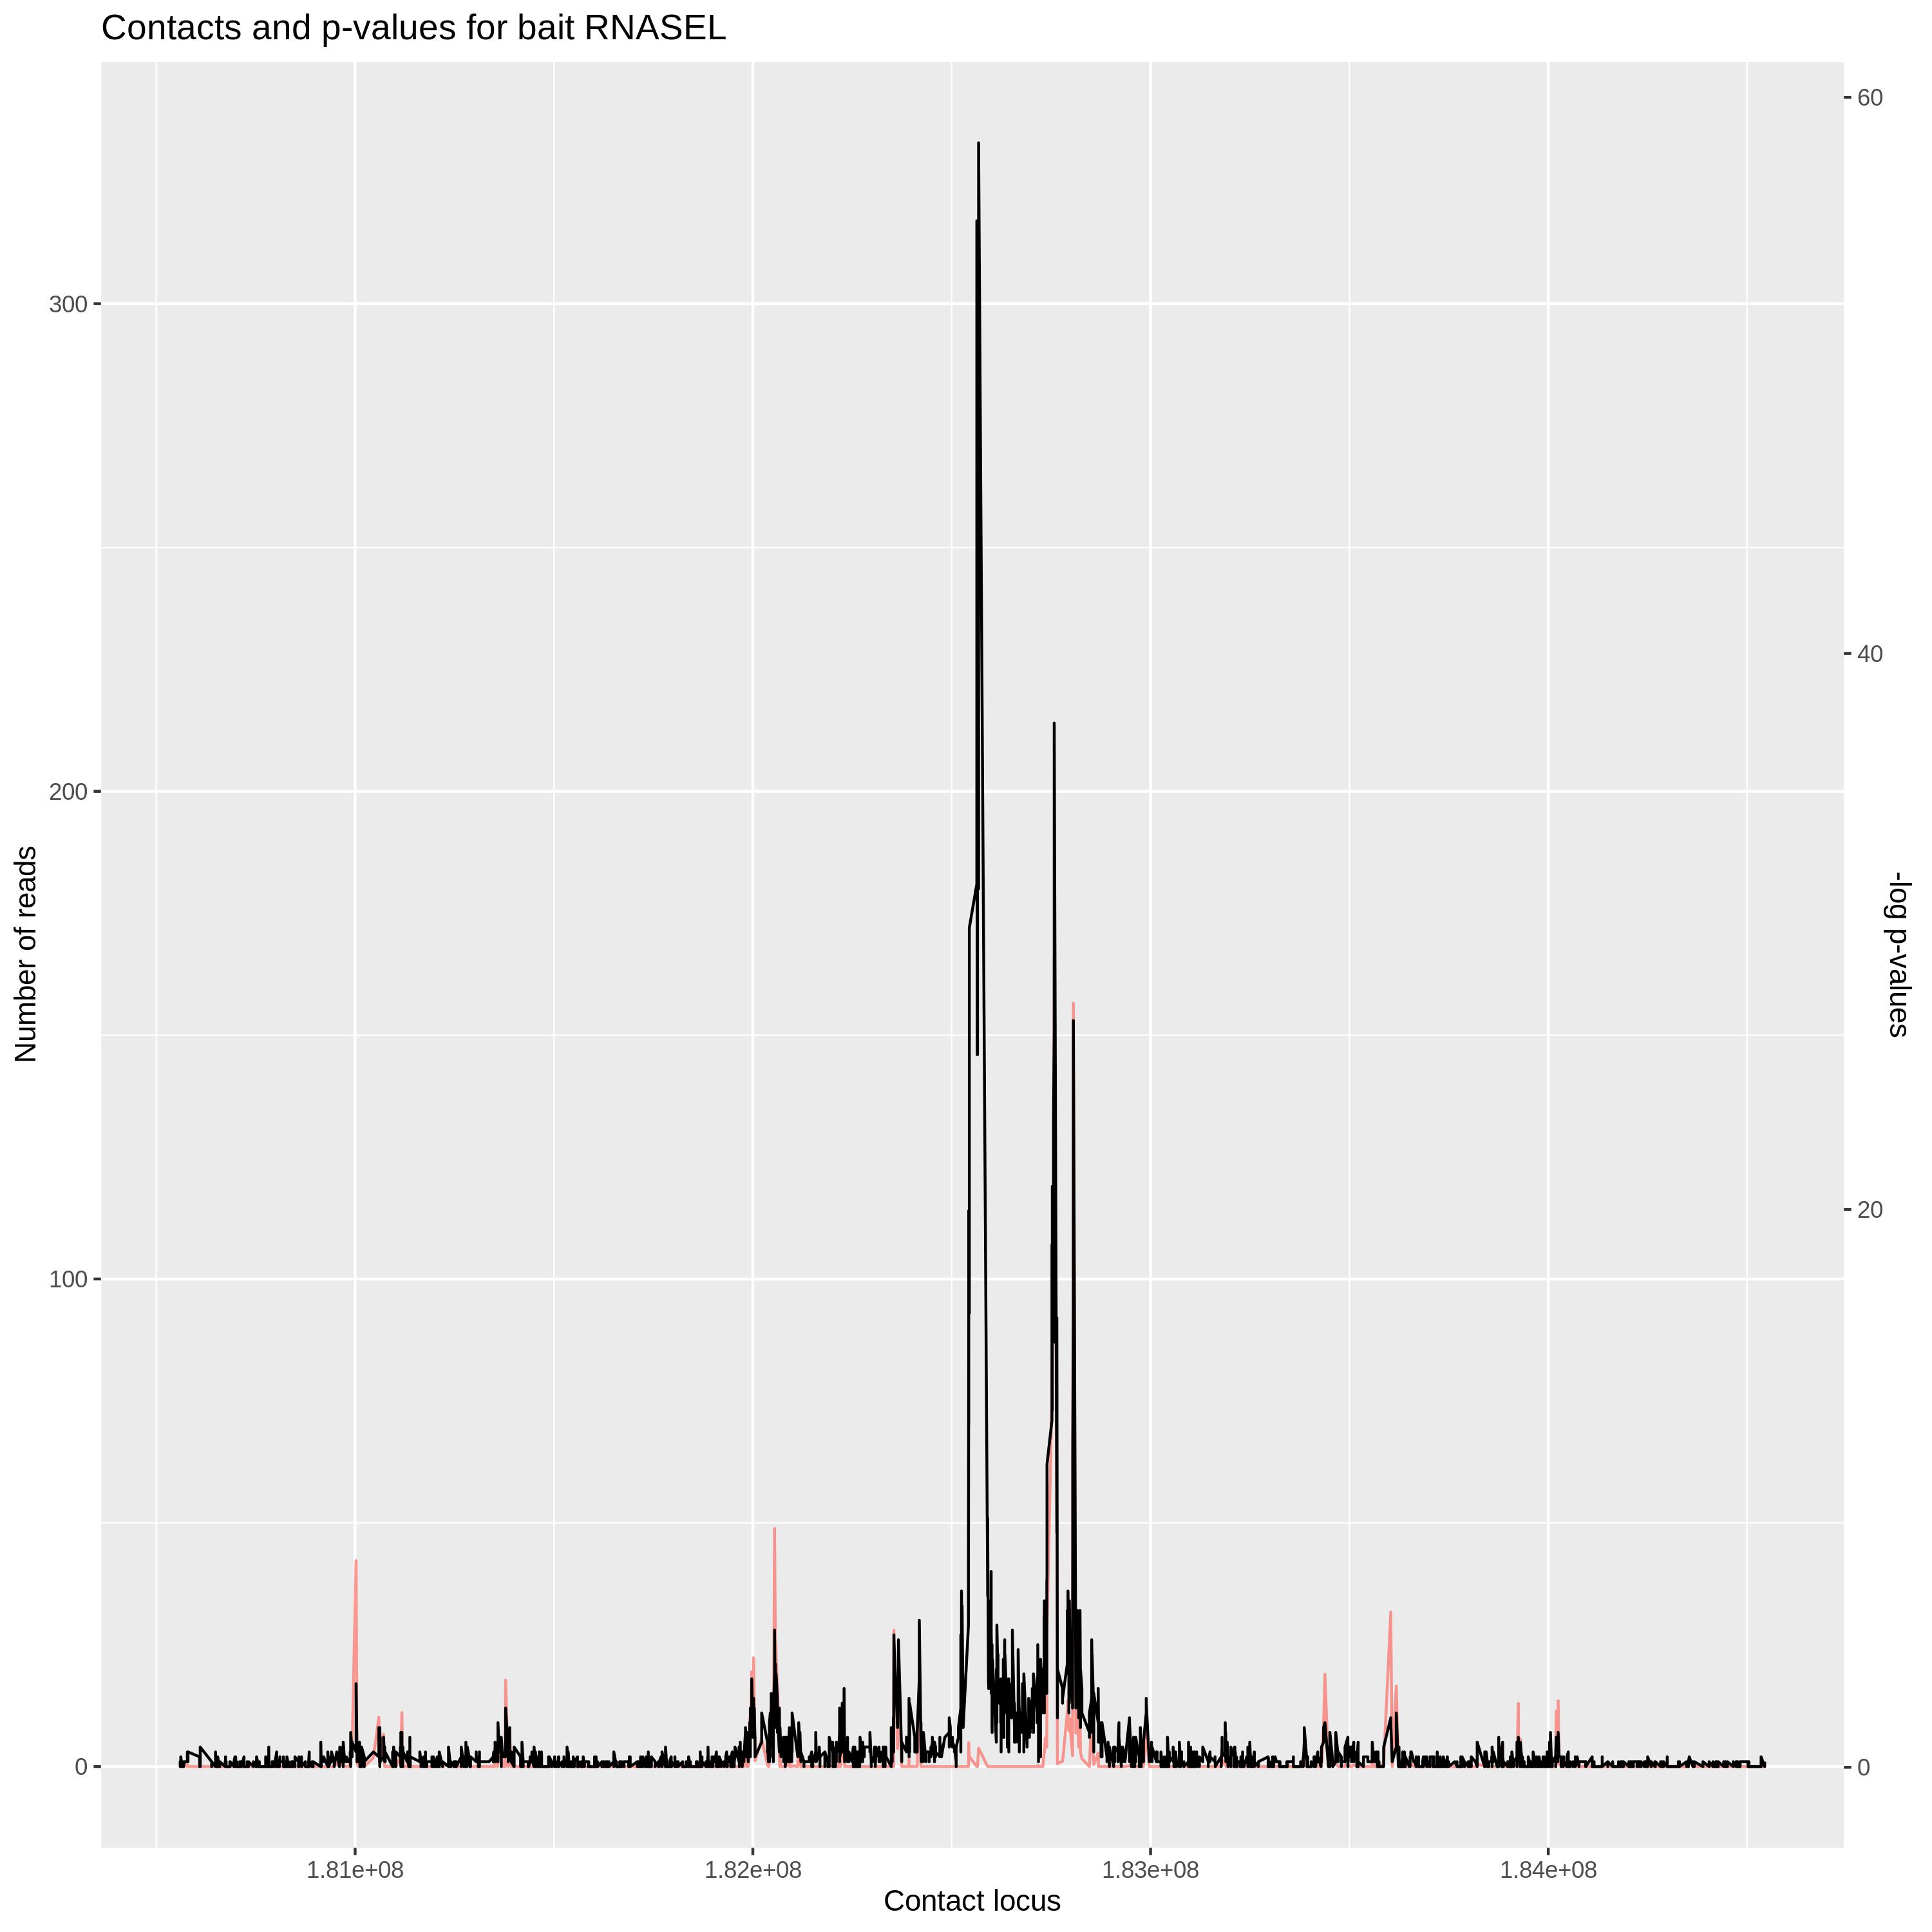 Contacts and p-values for bait RNASEL
60
300
40
200
Number of reads
-log p-values
20
100
0
0
1.81e+08
1.82e+08
1.83e+08
1.84e+08
Contact locus